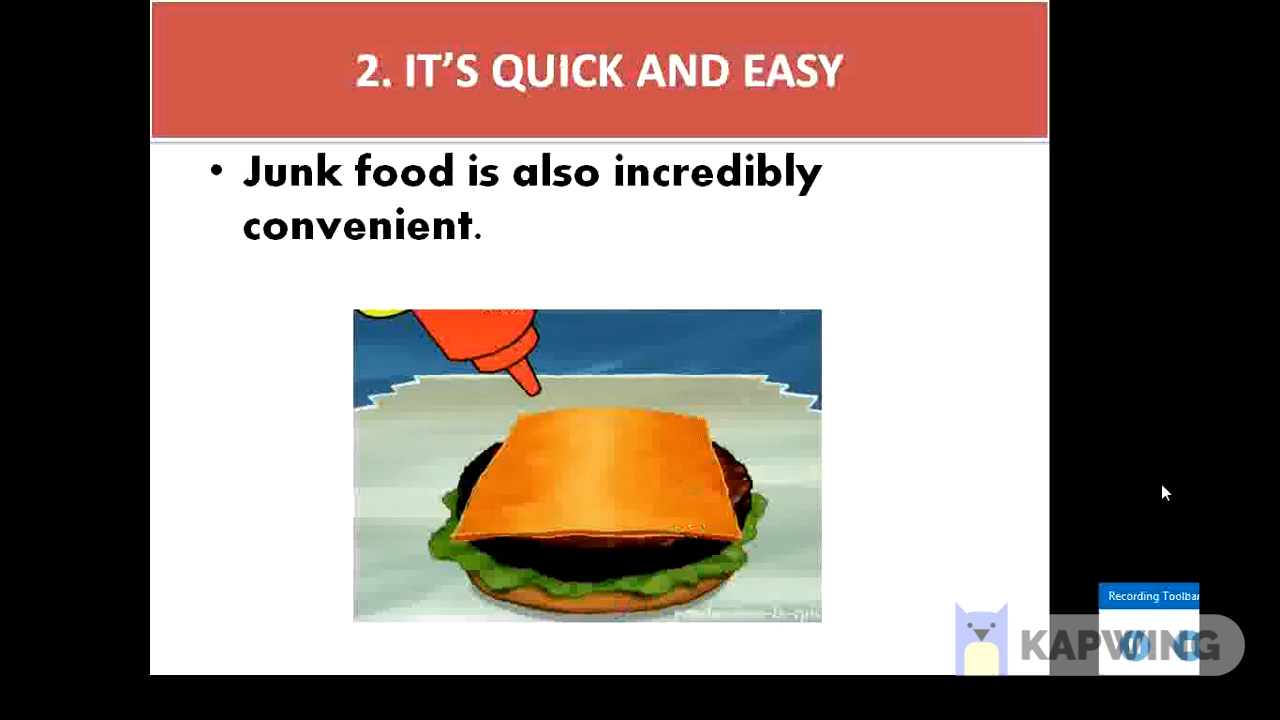 2. IT'S QUICK AND EASY
• Junk food is also incredibly
convenient.
Recording Toolbar
KAPWING